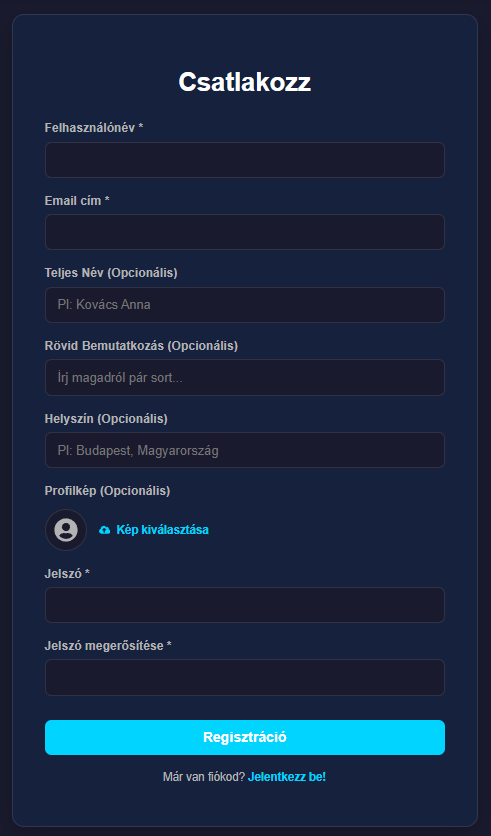 Csatlakozz
Felhasználónév *
Email cím *
Teljes Név (Opcionális)
Pl: Kovács Anna
Rövid Bemutatkozás (Opcionális)
Írj magadról pár sort...
Helyszín (Opcionális)
Pl: Budapest, Magyarország
Profilkép (Opcionális)
Kép kiválasztása
Jelszó *
Jelszó megerősítése *
Regisztráció
Már van fiókod? Jelentkezz be!